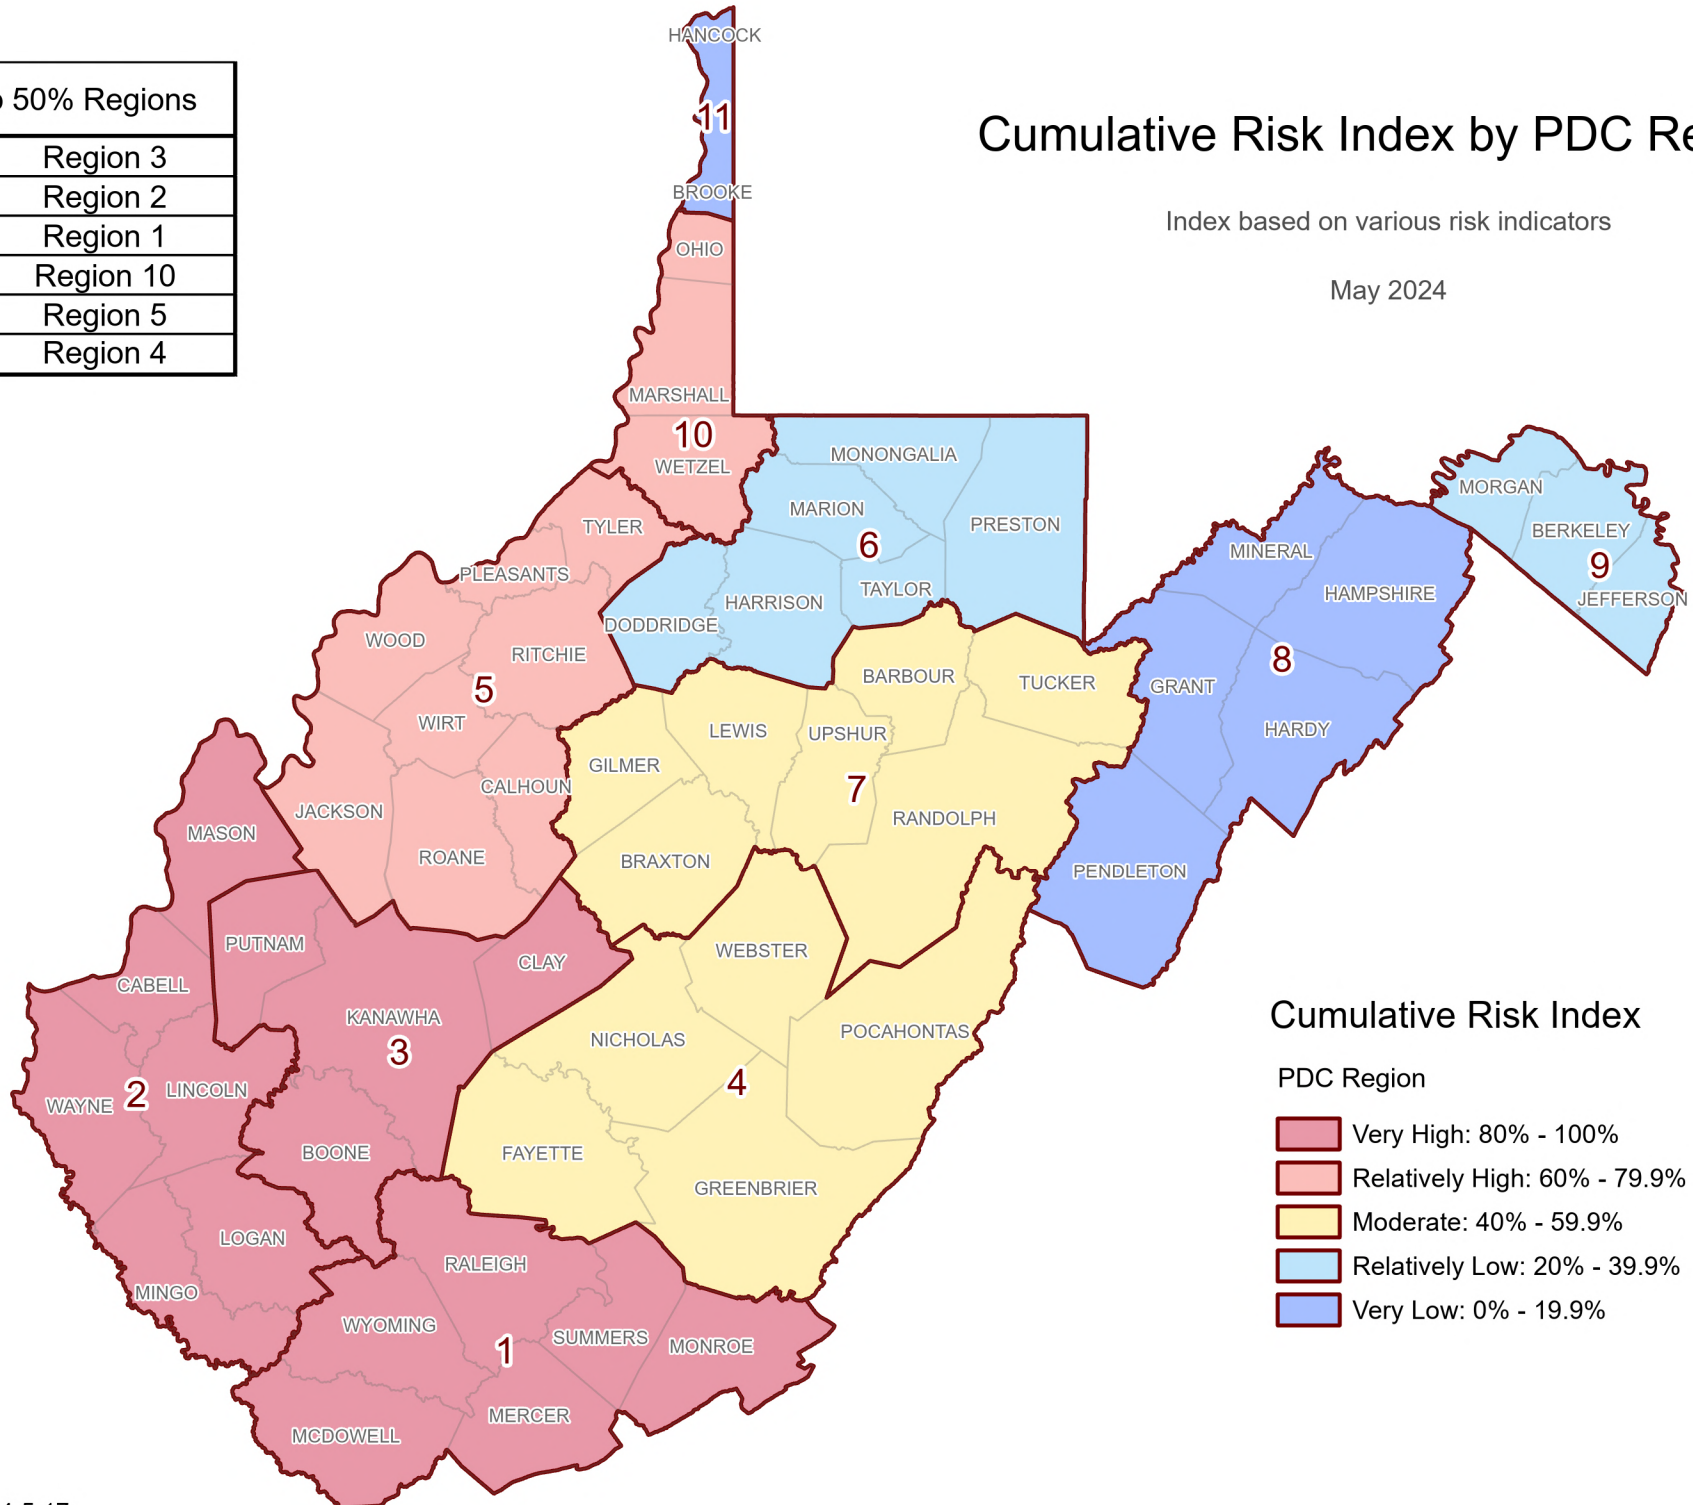 50% Regions
Region 3
Region 2
Region 1
Region 10
Region 5
Region 4
Cumulative Risk Index by PDC
Index based on various risk indicators
May 2024
HANCOCK
11
BROOKE
OHIO
MARSHALL
10
WETZEL
MONONGALIA
MARION
PRESTON
6
TAYLOR
HARRISON
DODDRIDGE
TYLER
PLEASANTS
WOOD
RITCHIE
5
WIRT
CALHOUN
JACKSON
ROANE
MORGAN
BERKELEY
9
JEFFERSON
MINERAL
HAMPSHIRE
8
GRANT
HARDY
PENDLETON
BARBOUR
TUCKER
LEWIS
UPSHUR
GILMER
7
RANDOLPH
BRAXTON
MASON
PUTNAM
CLAY
CABELL
KANAWHA
3
WAYNE
2
LINCOLN
BOONE
LOGAN
MINGO
WEBSTER
NICHOLAS
POCAHONTAS
4
FAYETTE
GREENBRIER
RALEIGH
WYOMING
1
SUMMERS
MONROE
MERCER
MCDOWELL
Cumulative Risk Index
PDC Region
Very High: 80% - 100%
Relatively High: 60% - 79.9%
Moderate: 40% - 59.9%
Relatively Low: 20% - 39.9%
Very Low: 0% - 19.9%